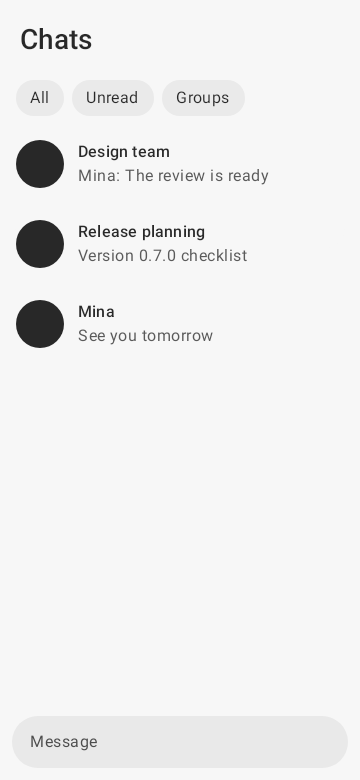 Chats
All
Unread
Groups
Design team
Mina: The review is ready
Release planning
Version 0.7.0 checklist
Mina
See you tomorrow
Message